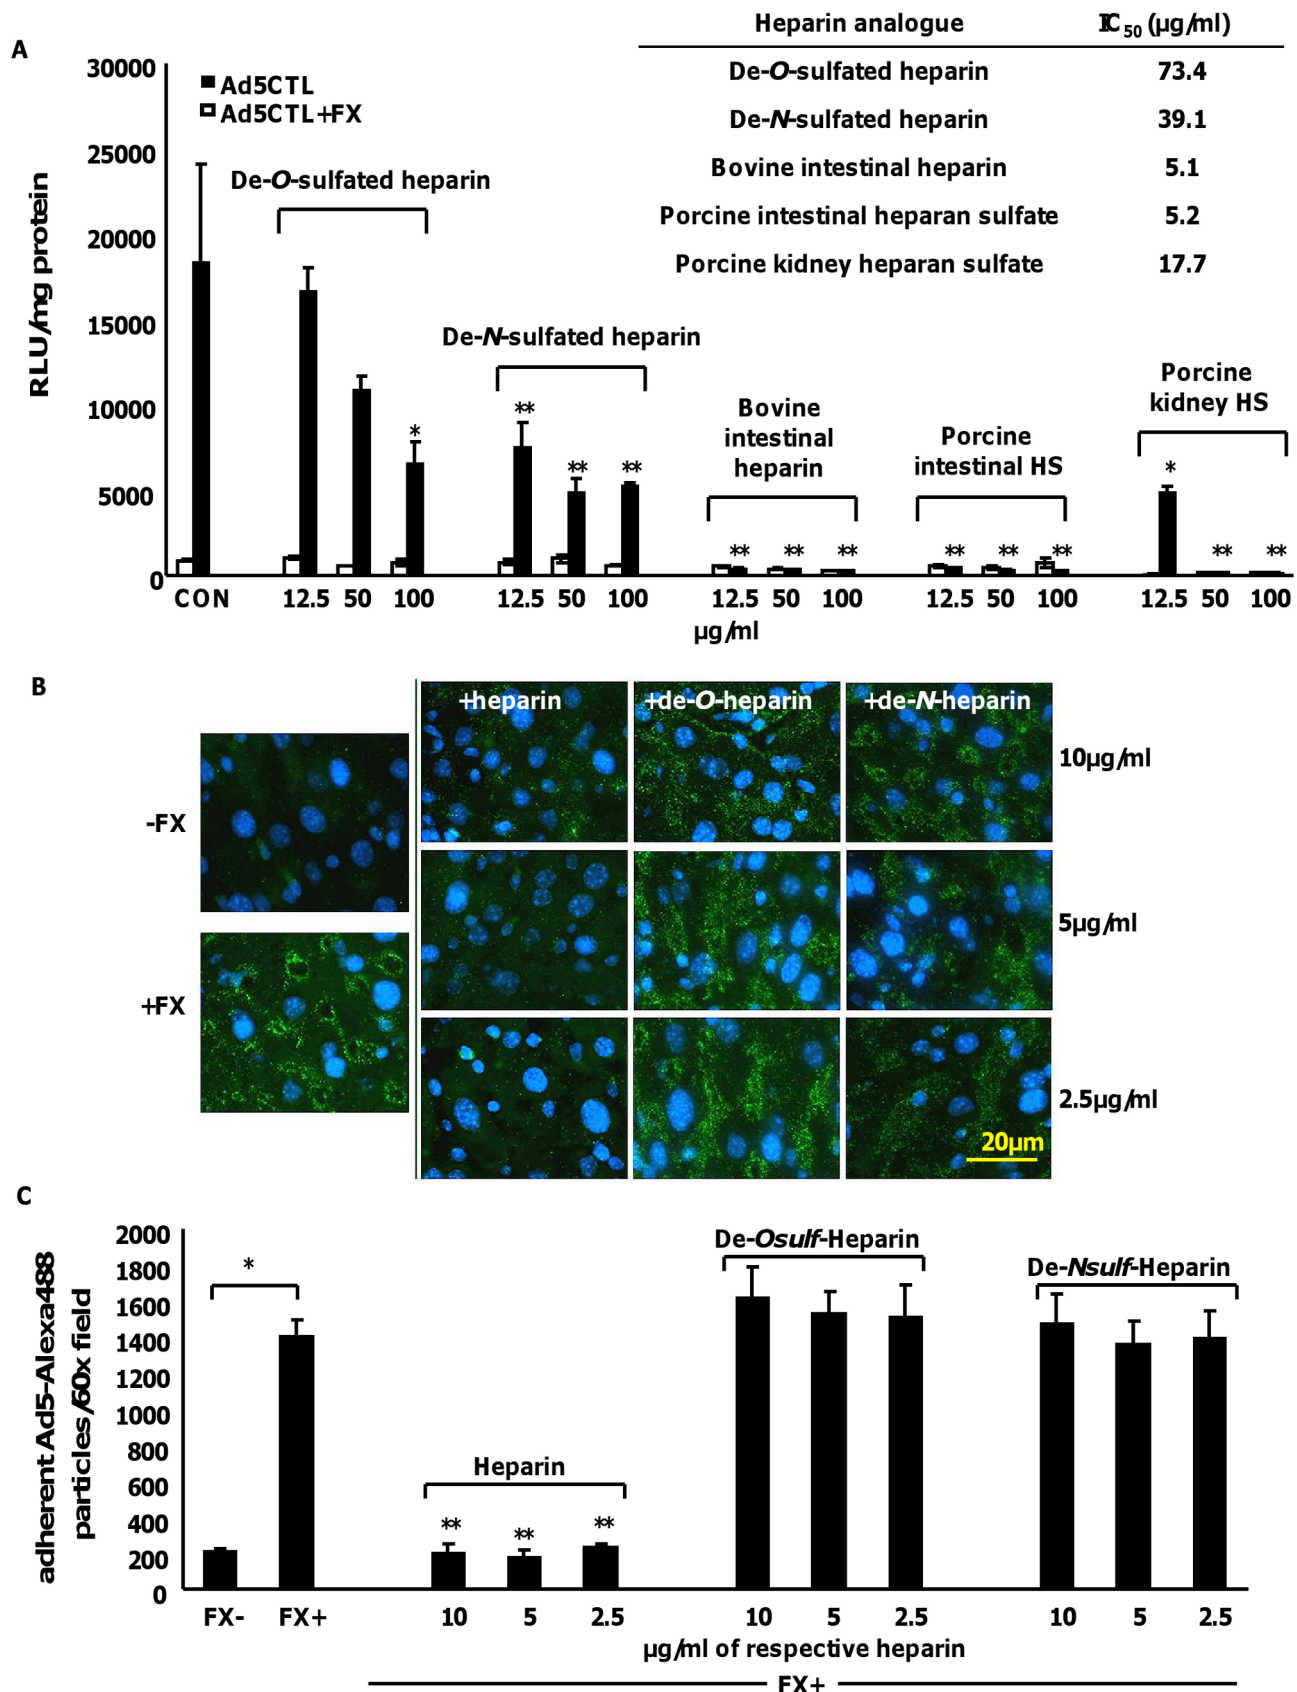 A
Heparin analogue IC50 (µg/ml)
De-O-sulfated heparin 73.4
De-N-sulfated heparin 39.1
Bovine intestinal heparin 5.1
Porcine intestinal heparan sulfate 5.2
Porcine kidney heparan sulfate 17.7
RLU/mg protein
30000
25000
20000
15000
10000
5000
0
Ad5CTL
Ad5CTL+FX
De-O-sulfated heparin
De-N-sulfated heparin
Bovine
intestinal
heparin
Porcine
intestinal HS
Porcine
kidney HS
*
** ** **
** ** **
** ** **
* ** **
CON 12.5 50 100 12.5 50 100 12.5 50 100 12.5 50 100 12.5 50 100
µg/ml
B
-FX
+FX
+heparin +de-O-heparin +de-N-heparin
10µg/ml
5µg/ml
2.5µg/ml
20µm
C
adherent Ad5-Alexa488
particles/60x field
2000
1800
1600
1400
1200
1000
800
600
400
200
0
*
Heparin
** ** **
De-Osulf-Heparin
De-Nsulf-Heparin
FX- FX+ 10 5 2.5 10 5 2.5 10 5 2.5
µg/ml of respective heparin
FX+